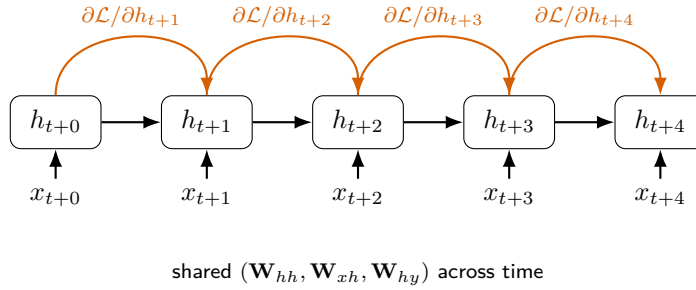 ∂ℒ/∂h_{t+1} ∂ℒ/∂h_{t+2} ∂ℒ/∂h_{t+3} ∂ℒ/∂h_{t+4}
h_{t+0} h_{t+1} h_{t+2} h_{t+3} h_{t+4}
x_{t+0} x_{t+1} x_{t+2} x_{t+3} x_{t+4}
shared (𝐖_{hh}, 𝐖_{xh}, 𝐖_{hy}) across time